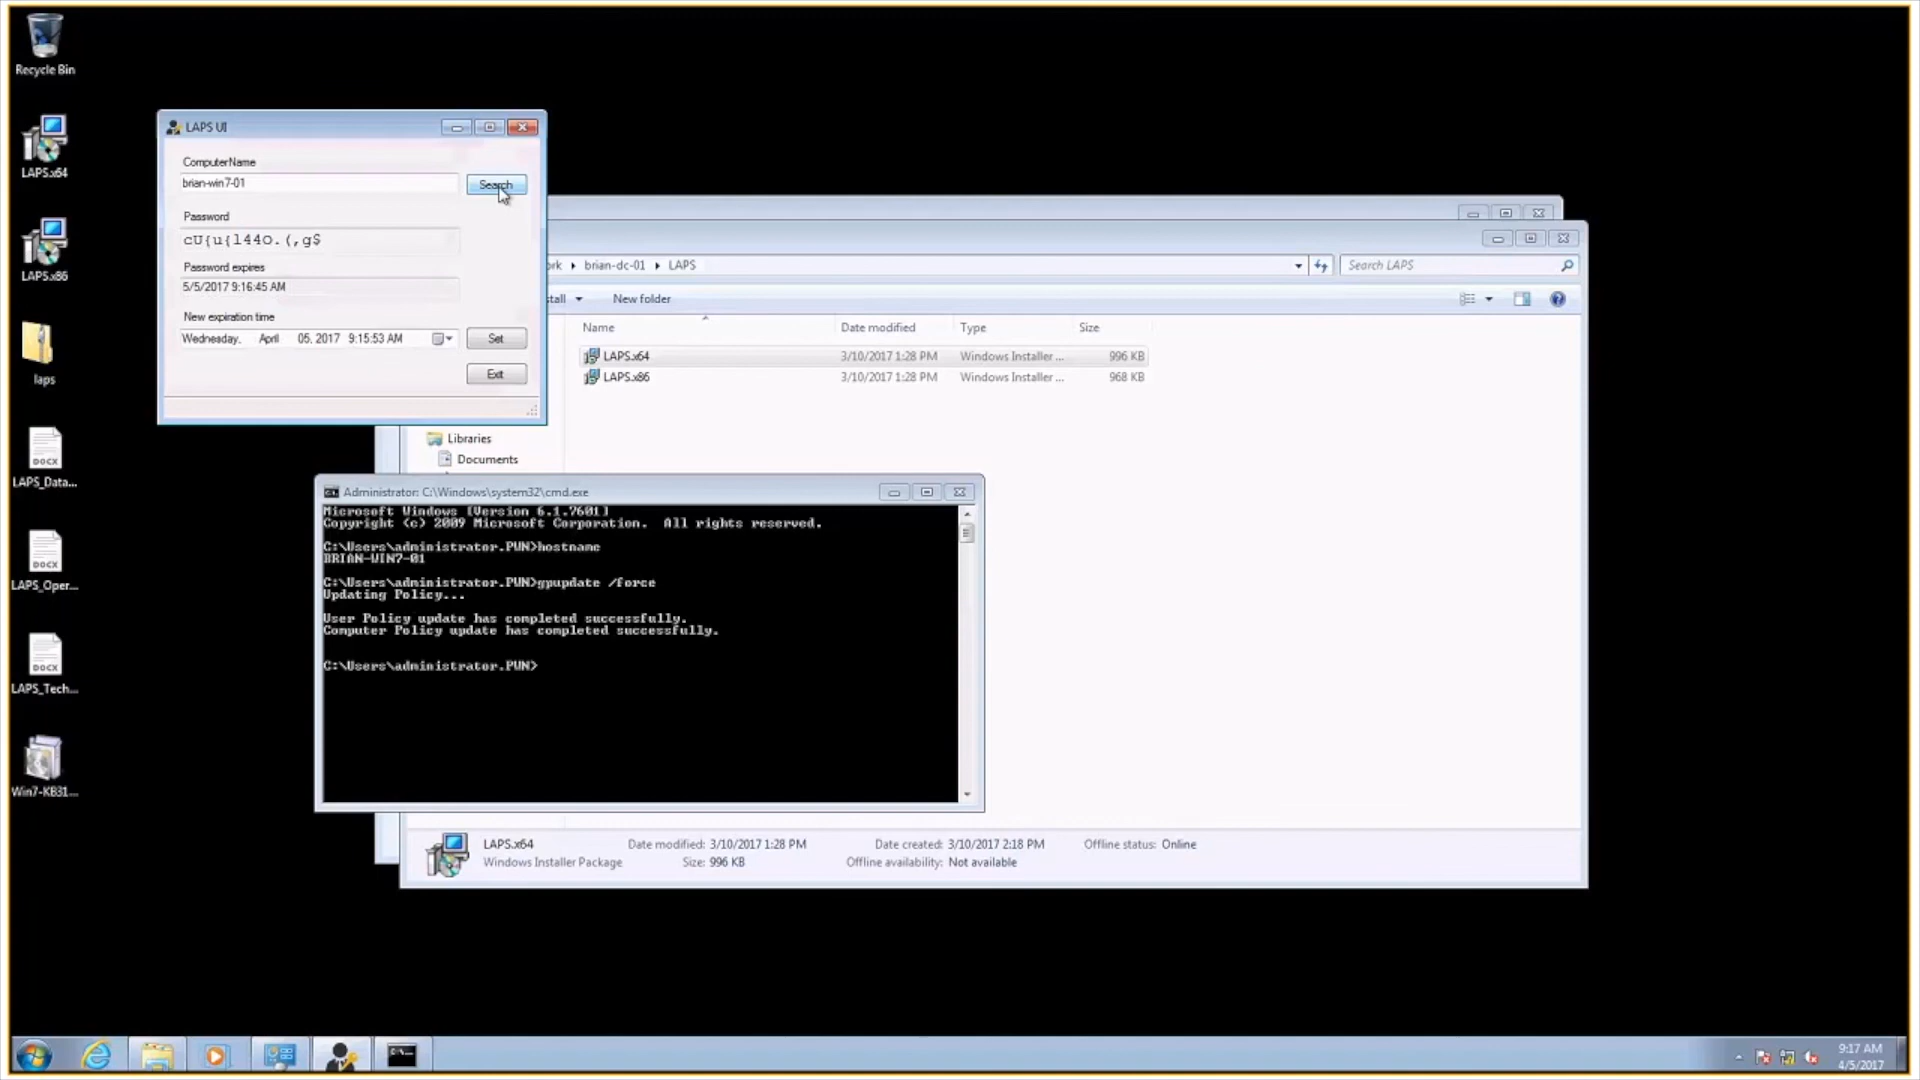 Recycle Bin
LAPS.x64
LAPS.x86
laps
LAPS_Data...
LAPS_Oper...
LAPS_Tech...
Win7-KB31...
LAPS UI
ComputerName
brian-win7-01
Search
Password
cU{u{l44O.(,g$
Password expires
5/5/2017 9:16:45 AM
New expiration time
Wednesday, April 05, 2017 9:15:53 AM
Set
Exit
ork ▸ brian-dc-01 ▸ LAPS
Search LAPS
stall
New folder
Name
Date modified
Type
Size
LAPS.x64
3/10/2017 1:28 PM
Windows Installer ...
996 KB
LAPS.x86
3/10/2017 1:28 PM
Windows Installer ...
968 KB
Libraries
Documents
Administrator: C:\Windows\system32\cmd.exe
Microsoft Windows [Version 6.1.7601]
Copyright (c) 2009 Microsoft Corporation. All rights reserved.
C:\Users\administrator.PWN>hostname
BRIAN-WIN7-01
C:\Users\administrator.PWN>gpupdate /force
Updating Policy...
User Policy update has completed successfully.
Computer Policy update has completed successfully.
C:\Users\administrator.PWN>
LAPS.x64
Date modified: 3/10/2017 1:28 PM
Date created: 3/10/2017 2:18 PM
Offline status: Online
Windows Installer Package
Size: 996 KB
Offline availability: Not available
9:17 AM
4/5/2017